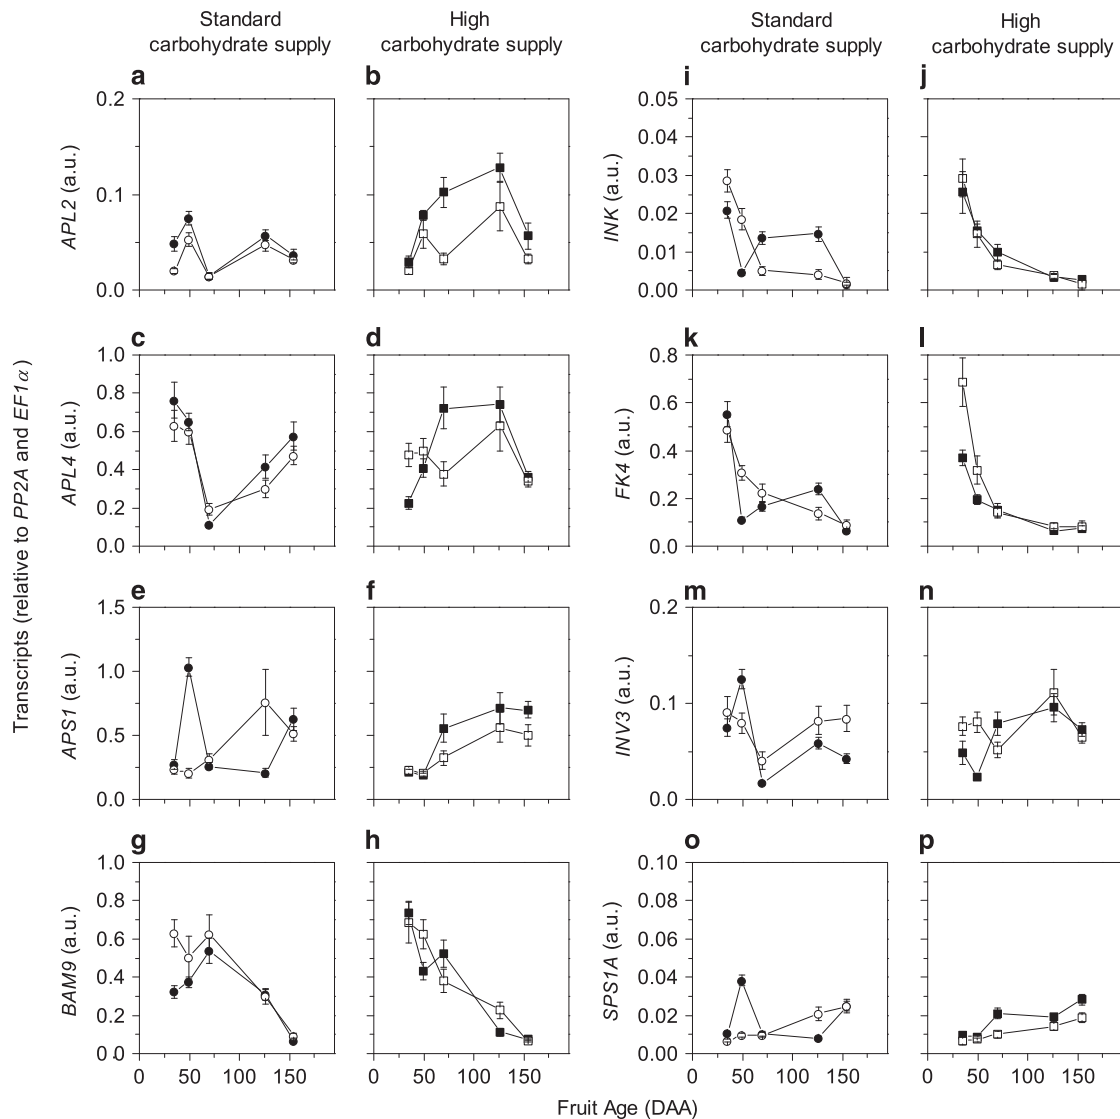 Standard
carbohydrate supply
High
carbohydrate supply
Standard
carbohydrate supply
High
carbohydrate supply
a
b
i
j
0.2
0.1
0.0
APL2 (a.u.)
0.05
0.04
0.03
0.02
0.01
0.00
INK (a.u.)
c
d
k
l
1.0
0.8
0.6
0.4
0.2
0.0
APL4 (a.u.)
0.8
0.6
0.4
0.2
0.0
FK4 (a.u.)
Transcripts (relative to PP2A and EF1α)
e
f
m
n
1.5
1.0
0.5
0.0
APS1 (a.u.)
0.2
0.1
0.0
INV3 (a.u.)
g
h
o
p
1.0
0.8
0.6
0.4
0.2
0.0
BAM9 (a.u.)
0.10
0.08
0.06
0.04
0.02
0.00
SPS1A (a.u.)
0 50 100 150
0 50 100 150
0 50 100 150
0 50 100 150
Fruit Age (DAA)